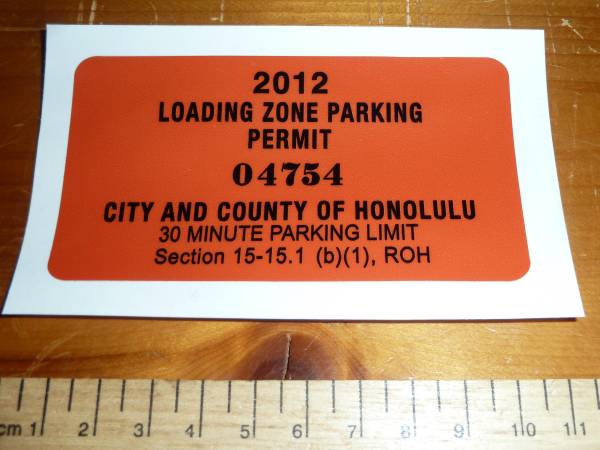 2012
LOADING ZONE PARKING
PERMIT
04754
CITY AND COUNTY OF HONOLULU
30 MINUTE PARKING LIMIT
Section 15-15.1 (b)(1), ROH
cm 1 2 3 4 5 6 7 8 9 10 11